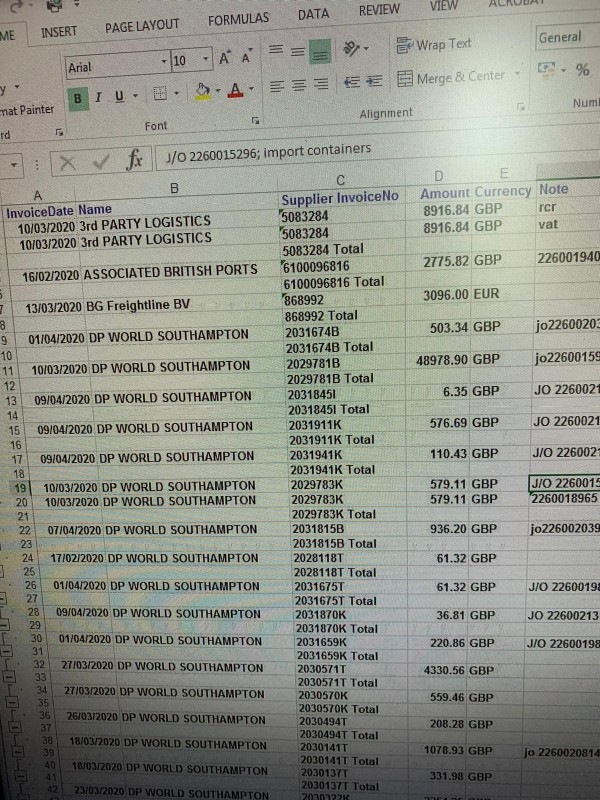 ME INSERT PAGE LAYOUT FORMULAS DATA REVIEW VIEW ACROBAT
Arial 10 A A Wrap Text General
B I U A Merge & Center %
mat Painter
Font Alignment
fx J/O 2260015296; import containers
A B C D E
InvoiceDate Name Supplier InvoiceNo Amount Currency Note
10/03/2020 3rd PARTY LOGISTICS 5083284 8916.84 GBP rcr
10/03/2020 3rd PARTY LOGISTICS 5083284 8916.84 GBP vat
5083284 Total
16/02/2020 ASSOCIATED BRITISH PORTS 6100096816 2775.82 GBP 226001940
6100096816 Total
7 13/03/2020 BG Freightline BV 868992 3096.00 EUR
8 868992 Total
9 01/04/2020 DP WORLD SOUTHAMPTON 2031674B 503.34 GBP jo2260020
10 2031674B Total
11 10/03/2020 DP WORLD SOUTHAMPTON 2029781B 48978.90 GBP jo22600159
12 2029781B Total
13 09/04/2020 DP WORLD SOUTHAMPTON 2031845I 6.35 GBP JO 2260021
14 2031845I Total
15 09/04/2020 DP WORLD SOUTHAMPTON 2031911K 576.69 GBP JO 2260021
16 2031911K Total
17 09/04/2020 DP WORLD SOUTHAMPTON 2031941K 110.43 GBP J/O 226002
18 2031941K Total
19 10/03/2020 DP WORLD SOUTHAMPTON 2029783K 579.11 GBP J/O 2260015
20 10/03/2020 DP WORLD SOUTHAMPTON 2029783K 579.11 GBP 2260018965
21 2029783K Total
22 07/04/2020 DP WORLD SOUTHAMPTON 2031815B 936.20 GBP jo226002039
23 2031815B Total
24 17/02/2020 DP WORLD SOUTHAMPTON 2028118T 61.32 GBP
25 2028118T Total
26 01/04/2020 DP WORLD SOUTHAMPTON 2031675T 61.32 GBP J/O 2260019
27 2031675T Total
28 09/04/2020 DP WORLD SOUTHAMPTON 2031870K 36.81 GBP JO 22600213
29 2031870K Total
30 01/04/2020 DP WORLD SOUTHAMPTON 2031659K 220.86 GBP J/O 2260019
31 2031659K Total
32 27/03/2020 DP WORLD SOUTHAMPTON 2030571T 4330.56 GBP
33 2030571T Total
34 27/03/2020 DP WORLD SOUTHAMPTON 2030570K 559.46 GBP
35 2030570K Total
36 26/03/2020 DP WORLD SOUTHAMPTON 2030494T 208.28 GBP
37 2030494T Total
38 18/03/2020 DP WORLD SOUTHAMPTON 2030141T 1078.93 GBP jo 2260020814
39 2030141T Total
40 18/03/2020 DP WORLD SOUTHAMPTON 2030137T 331.98 GBP
41 2030137T Total
42 23/03/2020 DP WORLD SOUTHAMPTON